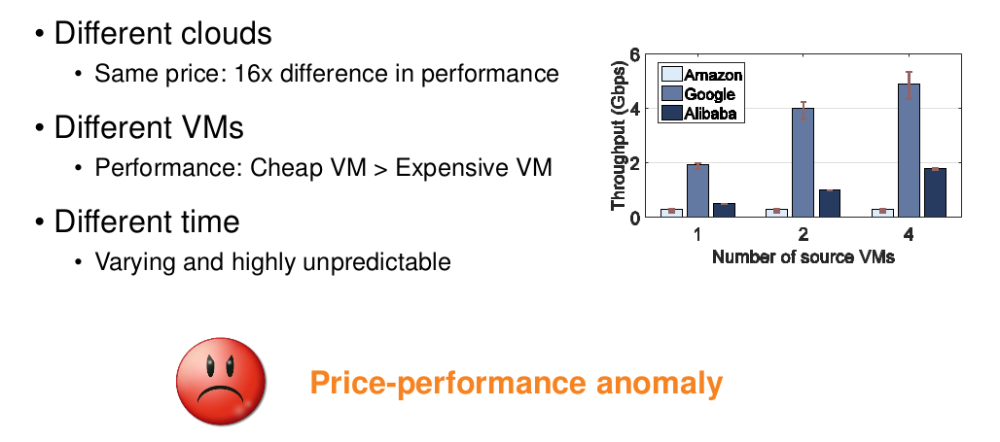 • Different clouds
• Same price: 16x difference in performance
• Different VMs
• Performance: Cheap VM > Expensive VM
• Different time
• Varying and highly unpredictable
6
4
2
0
Throughput (Gbps)
Amazon
Google
Alibaba
1 2 4
Number of source VMs
Price-performance anomaly